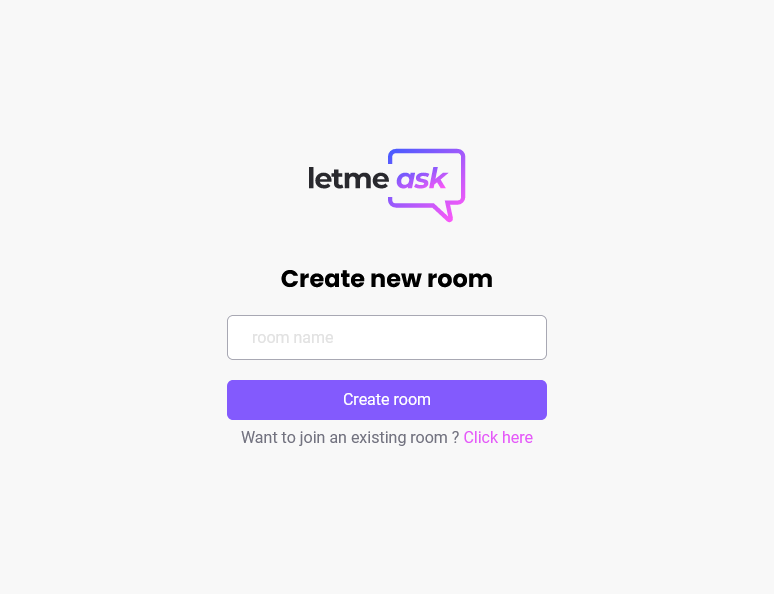 letme ask
Create new room
room name
Create room
Want to join an existing room ? Click here